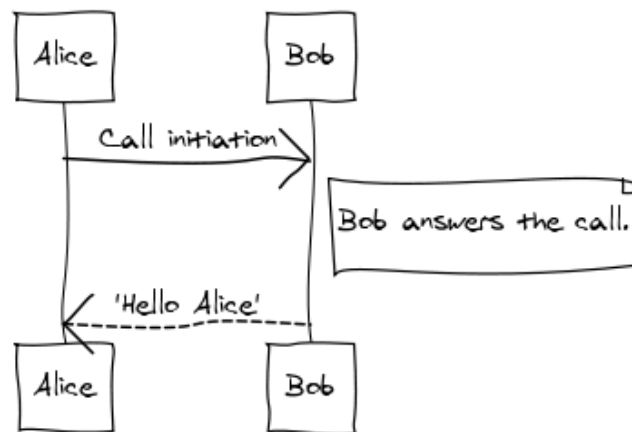 Alice
Bob
Call initiation
Bob answers the call.
'Hello Alice'
Alice
Bob